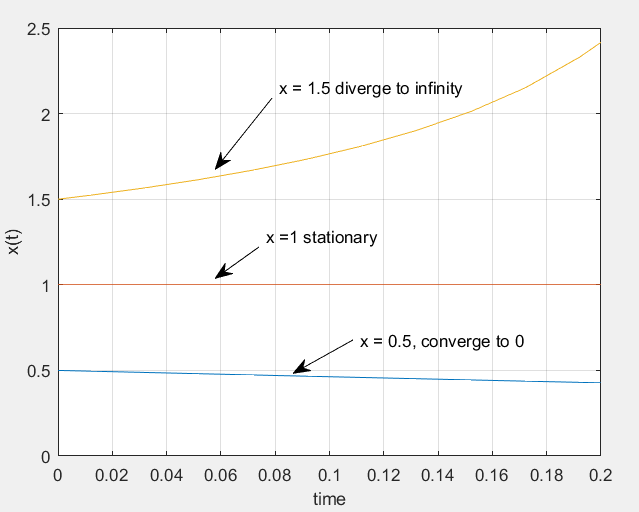 2.5
x = 1.5 diverge to infinity
2
1.5
x(t)
x =1 stationary
1
x = 0.5, converge to 0
0.5
0
0 0.02 0.04 0.06 0.08 0.1 0.12 0.14 0.16 0.18 0.2
time